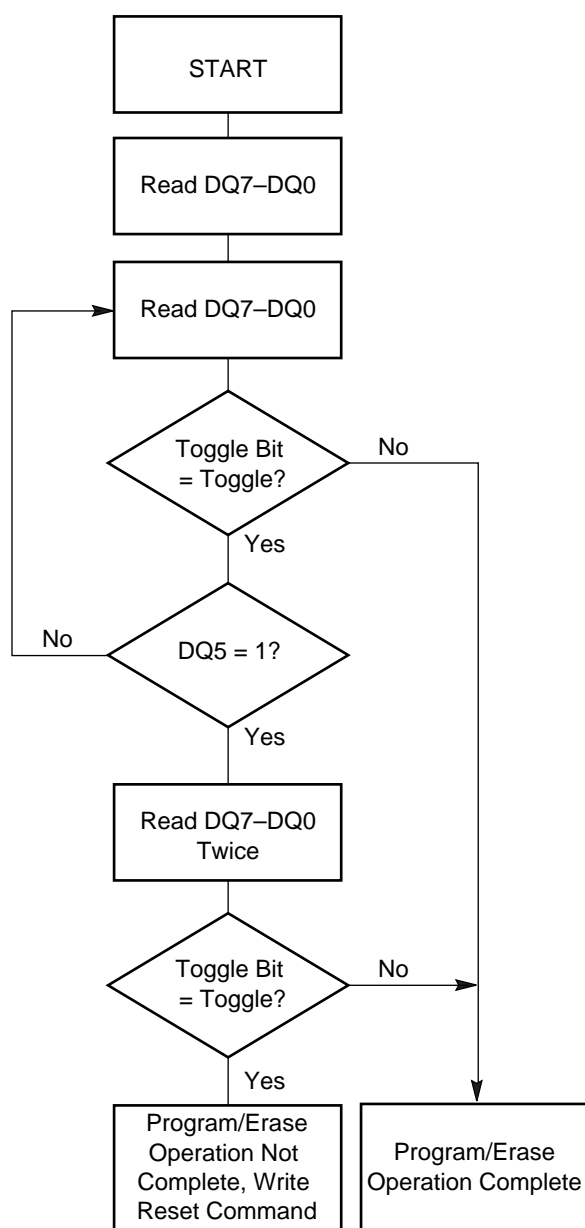 START
Read DQ7–DQ0
Read DQ7–DQ0
Toggle Bit
= Toggle?
No
Yes
No
DQ5 = 1?
Yes
Read DQ7–DQ0
Twice
Toggle Bit
= Toggle?
No
Yes
Program/Erase
Operation Not
Complete, Write
Reset Command
Program/Erase
Operation Complete